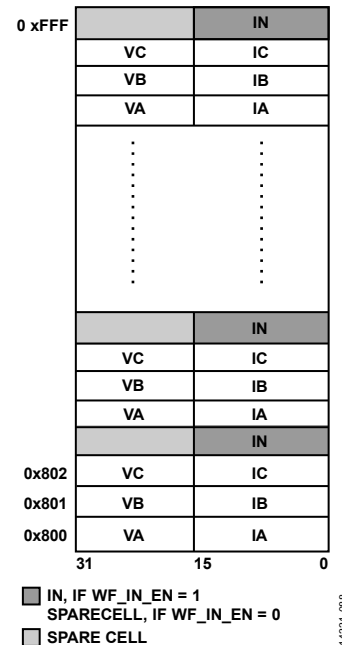 0 xFFF IN
VC IC
VB IB
VA IA
IN
VC IC
VB IB
VA IA
IN
0x802 VC IC
0x801 VB IB
0x800 VA IA
31 15 0
IN, IF WF_IN_EN = 1
SPARECELL, IF WF_IN_EN = 0
SPARE CELL